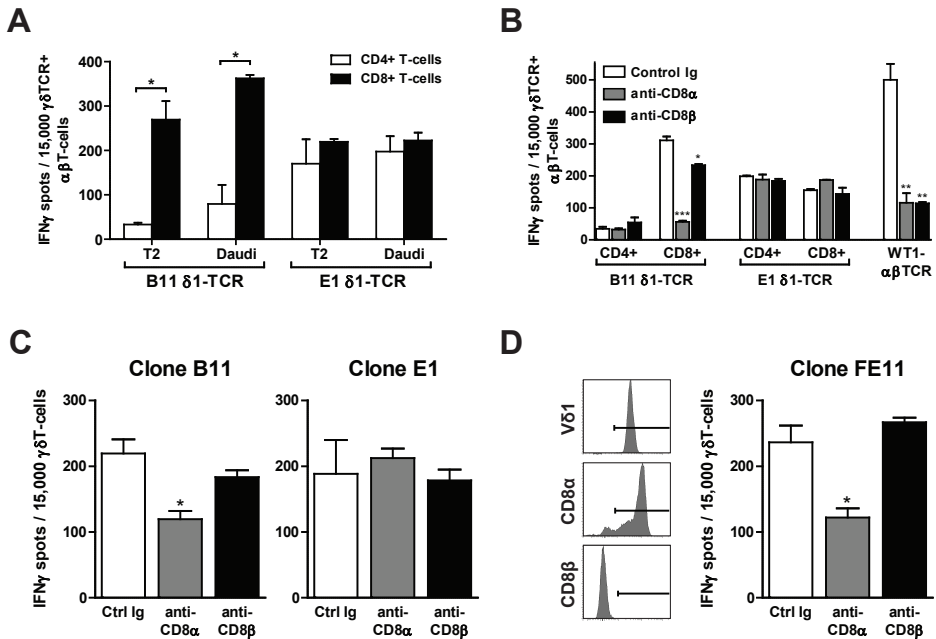 A
IFNγ spots / 15,000 γδTCR+
αβT-cells
400
300
200
100
0
*
*
CD4+ T-cells
CD8+ T-cells
T2
Daudi
T2
Daudi
B11 δ1-TCR
E1 δ1-TCR
B
IFNγ spots / 15,000 γδTCR+
αβT-cells
500
400
300
200
100
0
Control Ig
anti-CD8α
anti-CD8β
***
*
**
**
CD4+
CD8+
CD4+
CD8+
WT1-
αβTCR
B11 δ1-TCR
E1 δ1-TCR
C
Clone B11
Clone E1
IFNγ spots / 15,000 γδT-cells
300
200
100
0
*
Ctrl Ig
anti-
CD8α
anti-
CD8β
300
200
100
0
Ctrl Ig
anti-
CD8α
anti-
CD8β
D
Vδ1
CD8α
CD8β
Clone FE11
IFNγ spots / 15,000 γδT-cells
300
200
100
0
*
Ctrl Ig
anti-
CD8α
anti-
CD8β